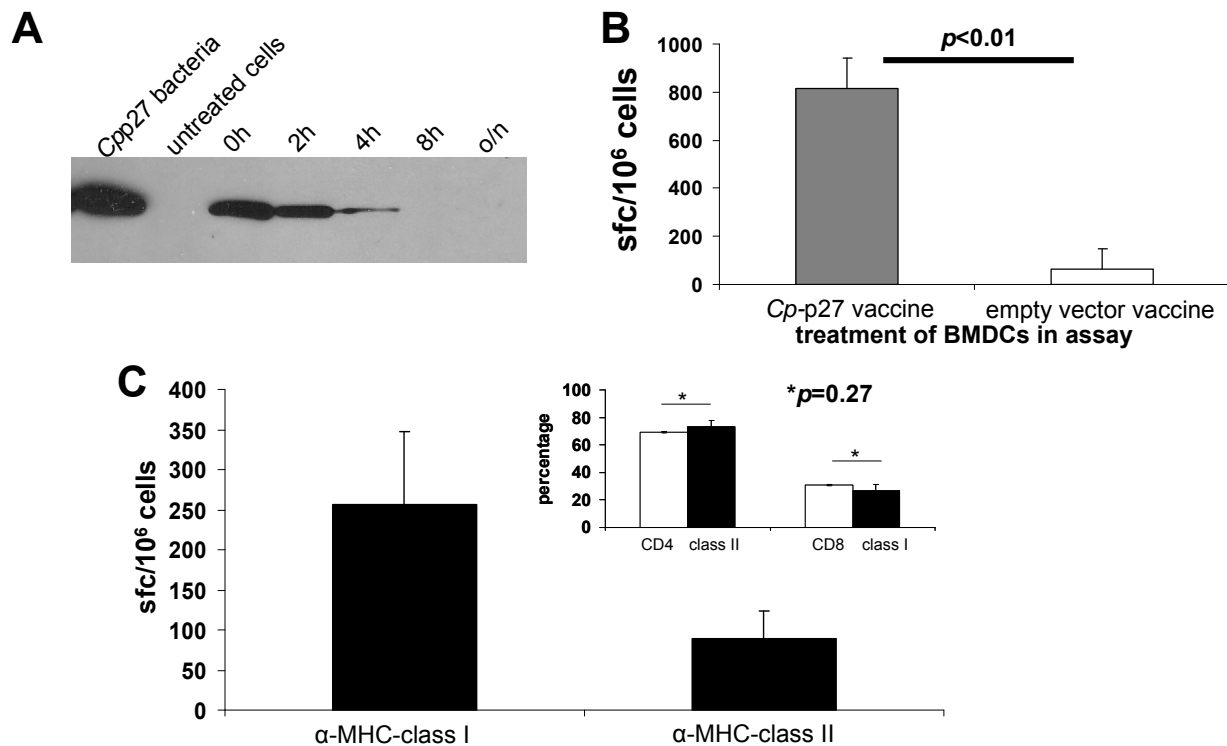 A
Cpp27 bacteria
untreated cells
0h
2h
4h
8h
o/n
B
p<0.01
sfc/10⁶ cells
1000
800
600
400
200
0
Cp-p27 vaccine
empty vector vaccine
treatment of BMDCs in assay
C
sfc/10⁶ cells
400
350
300
250
200
150
100
50
0
α-MHC-class I
α-MHC-class II
percentage
100
80
60
40
20
0
*
*
*p=0.27
CD4
class II
CD8
class I